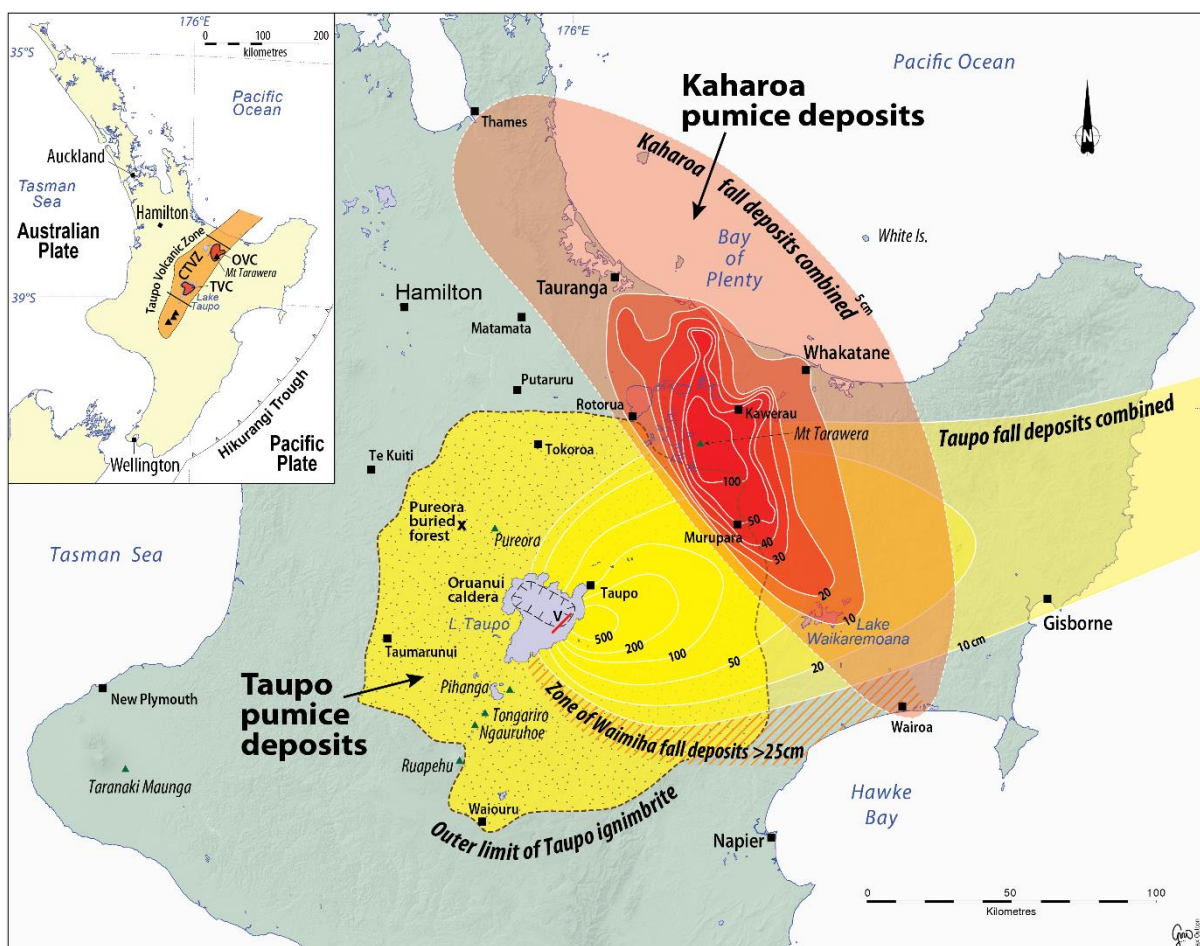 176°E
0 100 200
kilometres
35°S
Pacific
Ocean
Auckland
Tasman
Sea
Hamilton
Australian
Plate
Taupo Volcanic Zone
CTVZ
OVC
Mt Tarawera
TVC
Lake
Taupo
39°S
Hikurangi Trough
Wellington
Pacific
Plate
176°E
Pacific Ocean
N
Kaharoa
pumice deposits
Thames
Kaharoa fall deposits combined
5 cm
Bay
of
Plenty
White Is.
Tauranga
Hamilton
Matamata
Whakatane
Putaruru
Rotorua
Kawerau
Mt Tarawera
Taupo fall deposits combined
Tokoroa
Te Kuiti
100
50
40
30
20
10
Pureora
buried
forest
x
Pureora
Murupara
Tasman Sea
Oruanui
caldera
Taupo
V
L. Taupo
500
200
100
50
20
10 cm
Lake
Waikaremoana
Gisborne
Taumarunui
New Plymouth
Taupo
pumice
deposits
Pihanga
Tongariro
Ngauruhoe
Zone of Waimiha fall deposits >25cm
Wairoa
Ruapehu
Taranaki Maunga
Waiouru
Outer limit of Taupo ignimbrite
Hawke
Bay
Napier
0 50 100
Kilometres